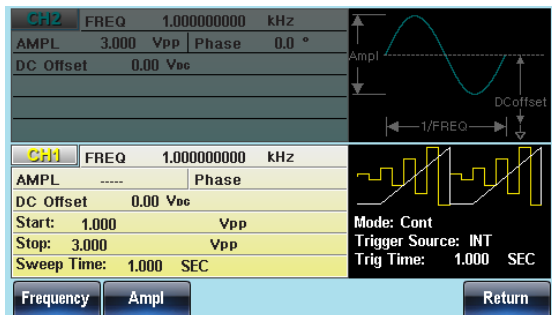 CH2 FREQ 1.000000000 kHz
AMPL 3.000 Vpp Phase 0.0 °
DC Offset 0.00 VDC
Ampl
DCoffset
1/FREQ
CH1 FREQ 1.000000000 kHz
AMPL ----- Phase
DC Offset 0.00 VDC
Start: 1.000 Vpp
Stop: 3.000 Vpp
Sweep Time: 1.000 SEC
Mode: Cont
Trigger Source: INT
Trig Time: 1.000 SEC
Frequency Ampl Return